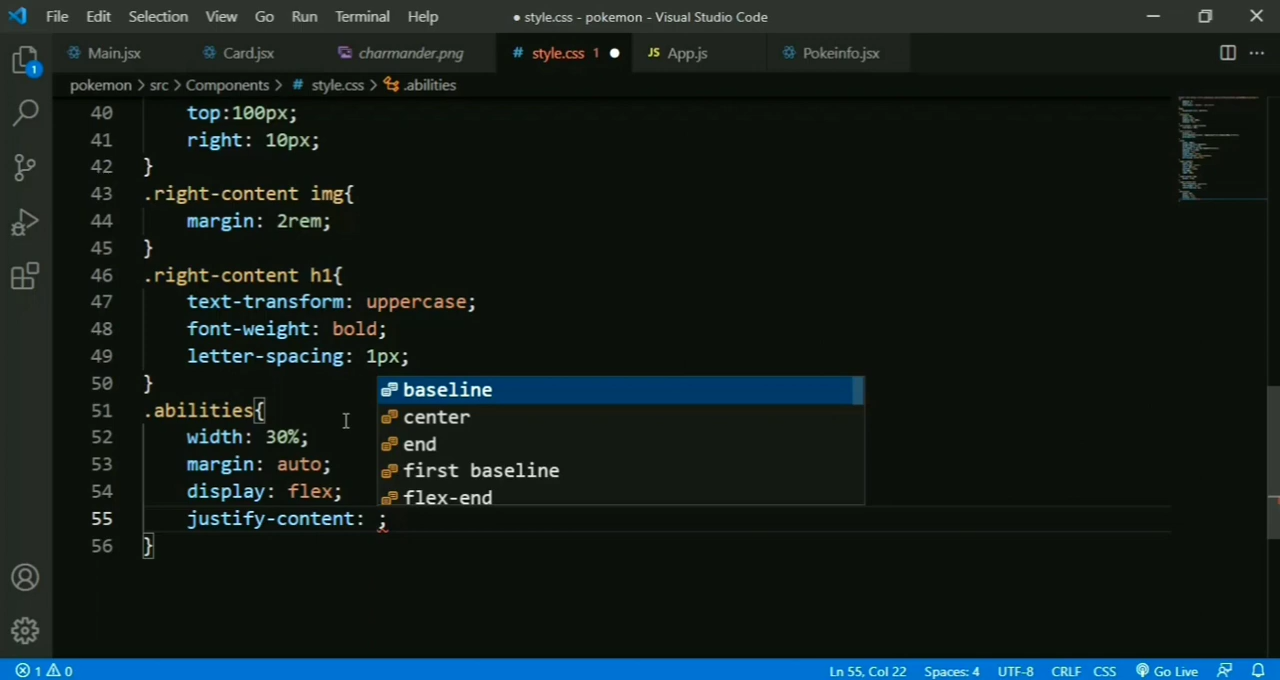 File Edit Selection View Go Run Terminal Help ● style.css - pokemon - Visual Studio Code
Main.jsx Card.jsx charmander.png # style.css 1 ● JS App.js Pokeinfo.jsx
pokemon > src > Components > # style.css > .abilities
40 top:100px;
41 right: 10px;
42 }
43 .right-content img{
44 margin: 2rem;
45 }
46 .right-content h1{
47 text-transform: uppercase;
48 font-weight: bold;
49 letter-spacing: 1px;
50 }
51 .abilities{
52 width: 30%;
53 margin: auto;
54 display: flex;
55 justify-content: ;
56 }
baseline
center
end
first baseline
flex-end
1
1 0 Ln 55, Col 22 Spaces: 4 UTF-8 CRLF CSS Go Live